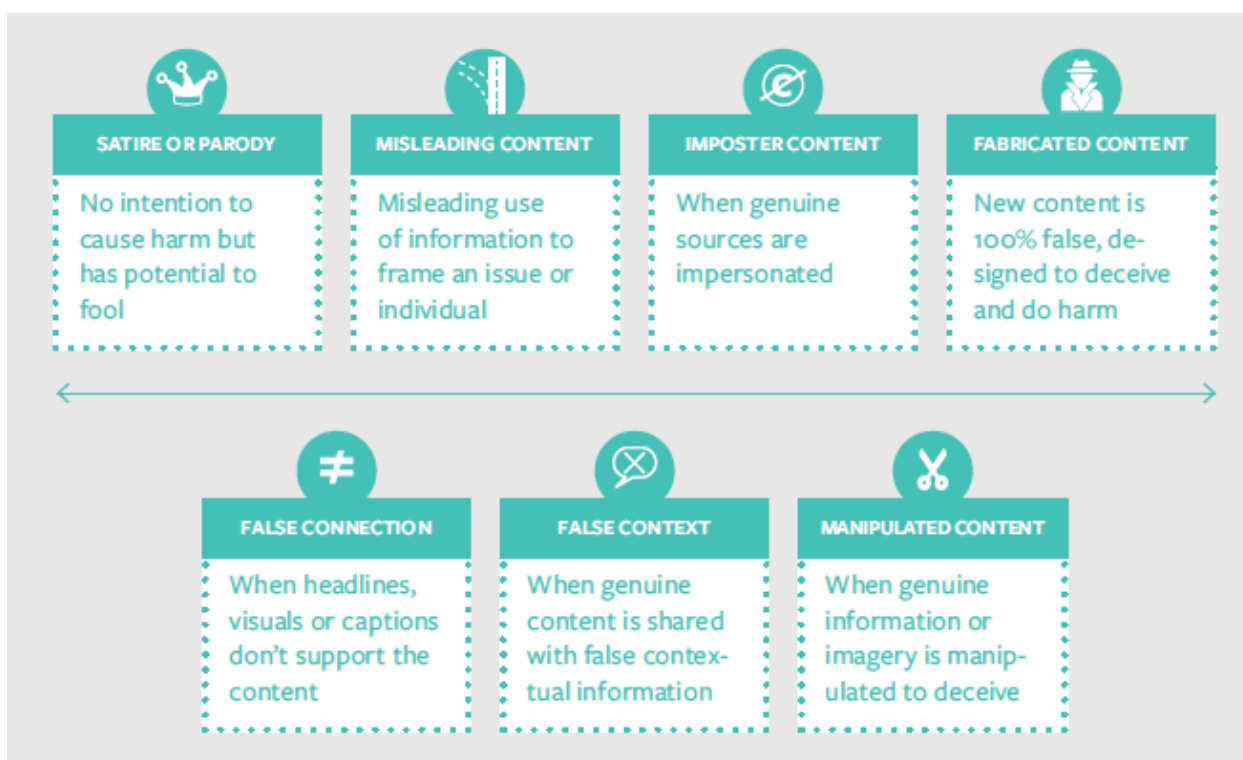 SATIRE OR PARODY
No intention to
cause harm but
has potential to
fool
MISLEADING CONTENT
Misleading use
of information to
frame an issue or
individual
IMPOSTER CONTENT
When genuine
sources are
impersonated
FABRICATED CONTENT
New content is
100% false, de-
signed to deceive
and do harm
FALSE CONNECTION
When headlines,
visuals or captions
don’t support the
content
FALSE CONTEXT
When genuine
content is shared
with false contex-
tual information
MANIPULATED CONTENT
When genuine
information or
imagery is manip-
ulated to deceive